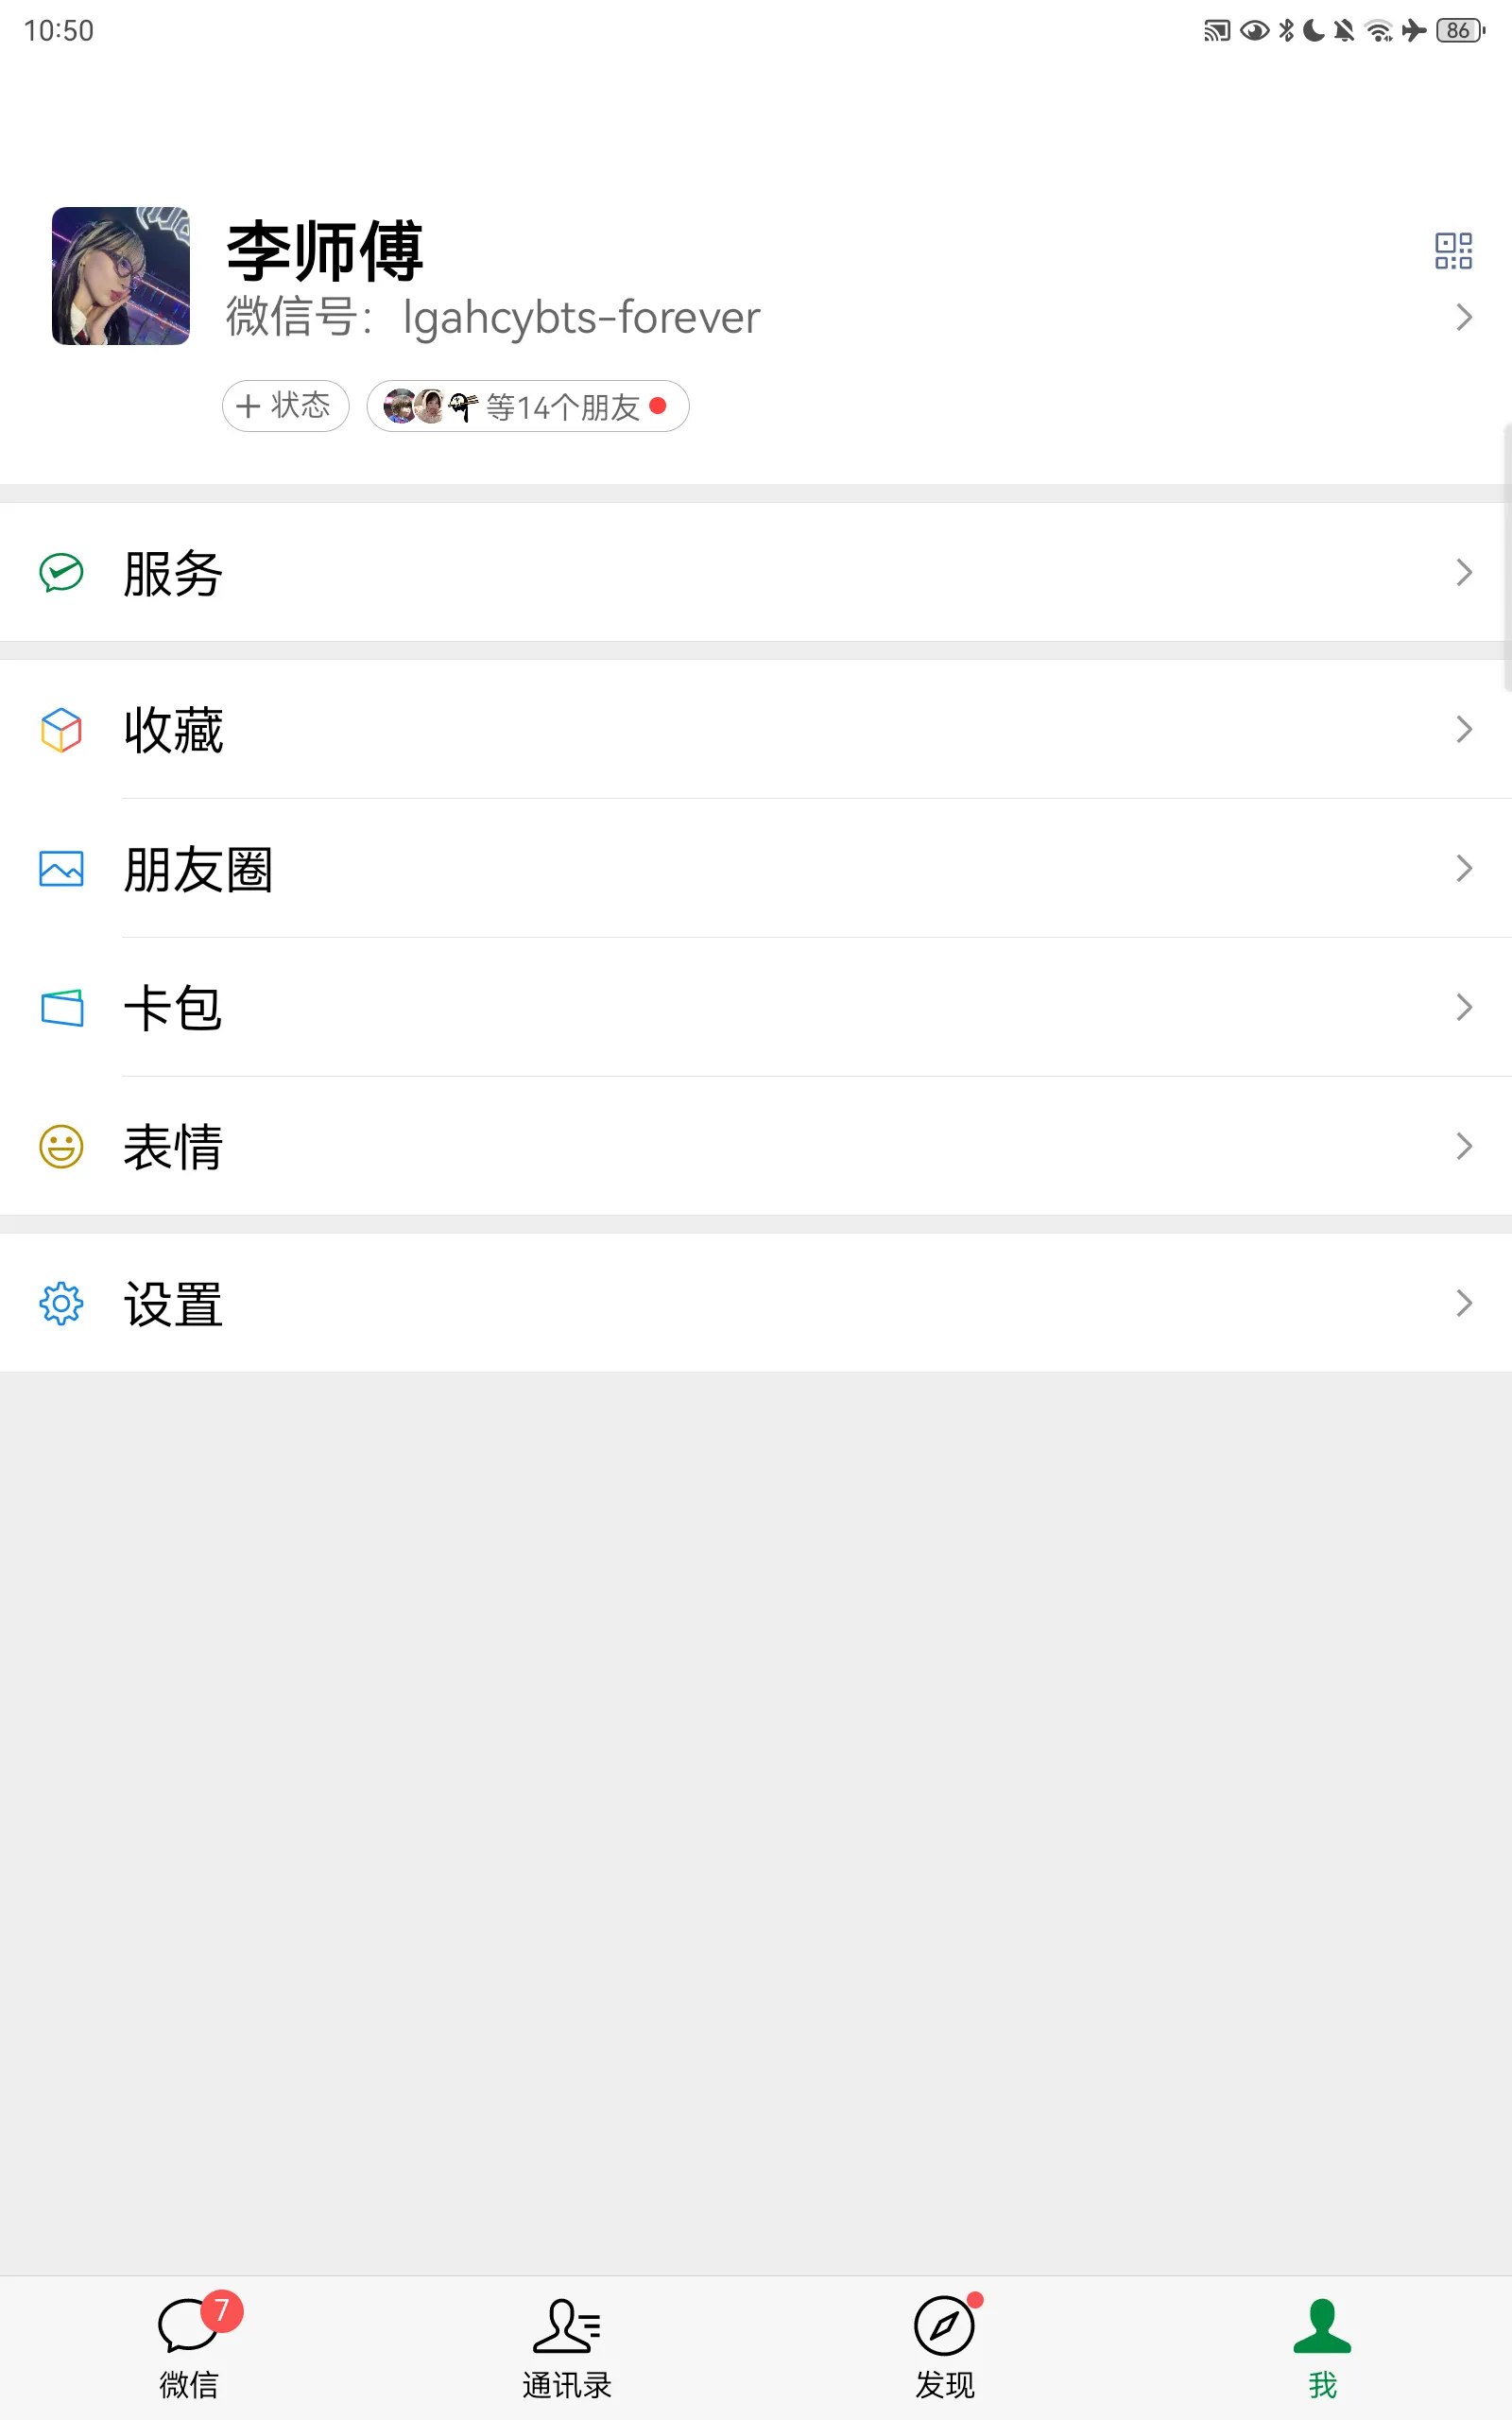 10:50
86
李师傅
微信号：lgahcybts-forever
+ 状态
等14个朋友
服务
收藏
朋友圈
卡包
表情
设置
7
微信
通讯录
发现
我